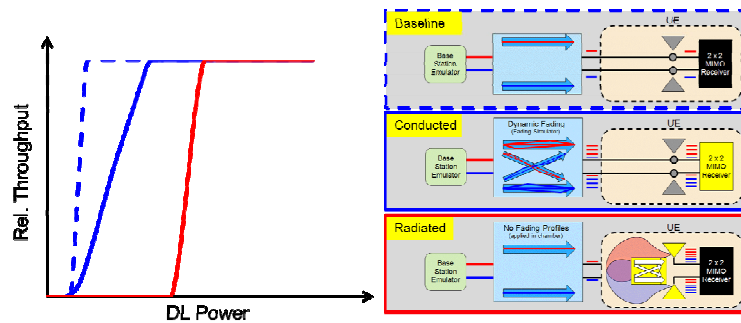 Rel. Throughput
DL Power
Baseline
UE
Base
Station
Emulator
2 x 2
MIMO
Receiver
Conducted
Dynamic Fading
(Fading Simulator)
UE
Base
Station
Emulator
2 x 2
MIMO
Receiver
Radiated
No Fading Profiles
(applied in chamber)
UE
Base
Station
Emulator
2 x 2
MIMO
Receiver